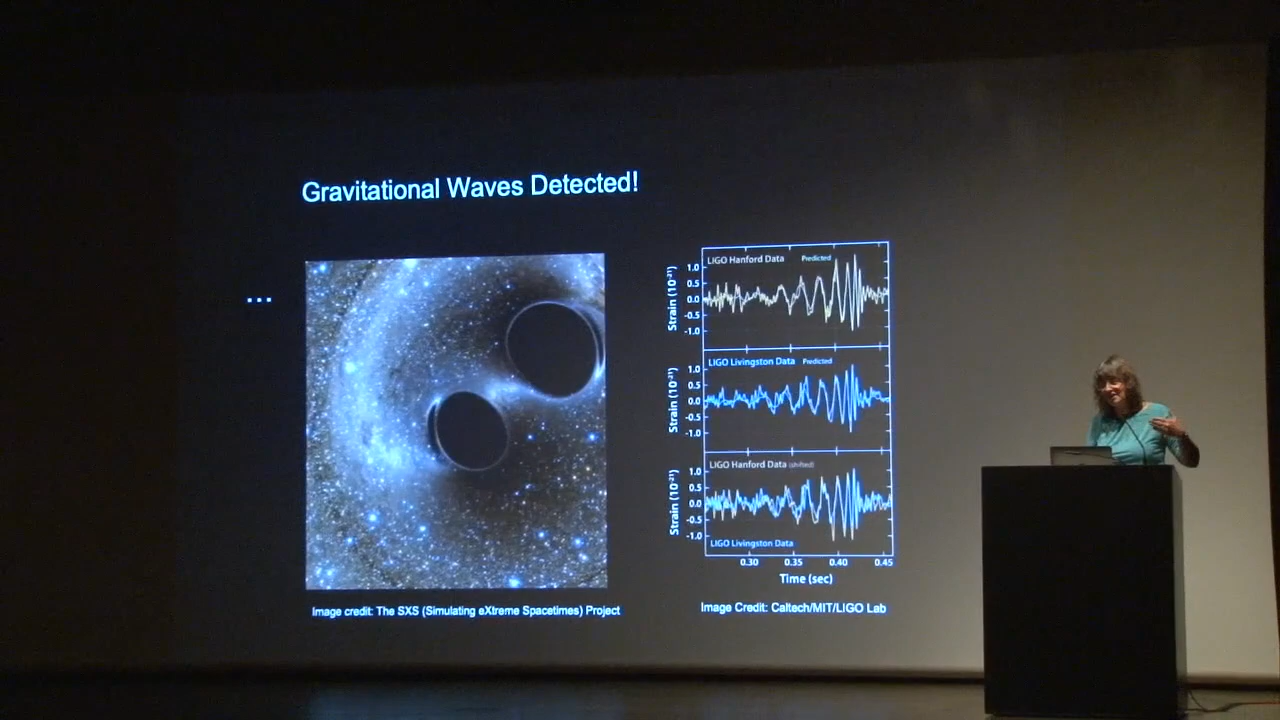 Gravitational Waves Detected!
...
LIGO Hanford Data Predicted
1.0
0.5
0.0
-0.5
-1.0
Strain (10⁻²¹)
LIGO Livingston Data Predicted
1.0
0.5
0.0
-0.5
-1.0
Strain (10⁻²¹)
LIGO Hanford Data (shifted)
1.0
0.5
0.0
-0.5
-1.0
Strain (10⁻²¹)
LIGO Livingston Data
0.30 0.35 0.40 0.45
Time (sec)
Image credit: The SXS (Simulating eXtreme Spacetimes) Project
Image Credit: Caltech/MIT/LIGO Lab